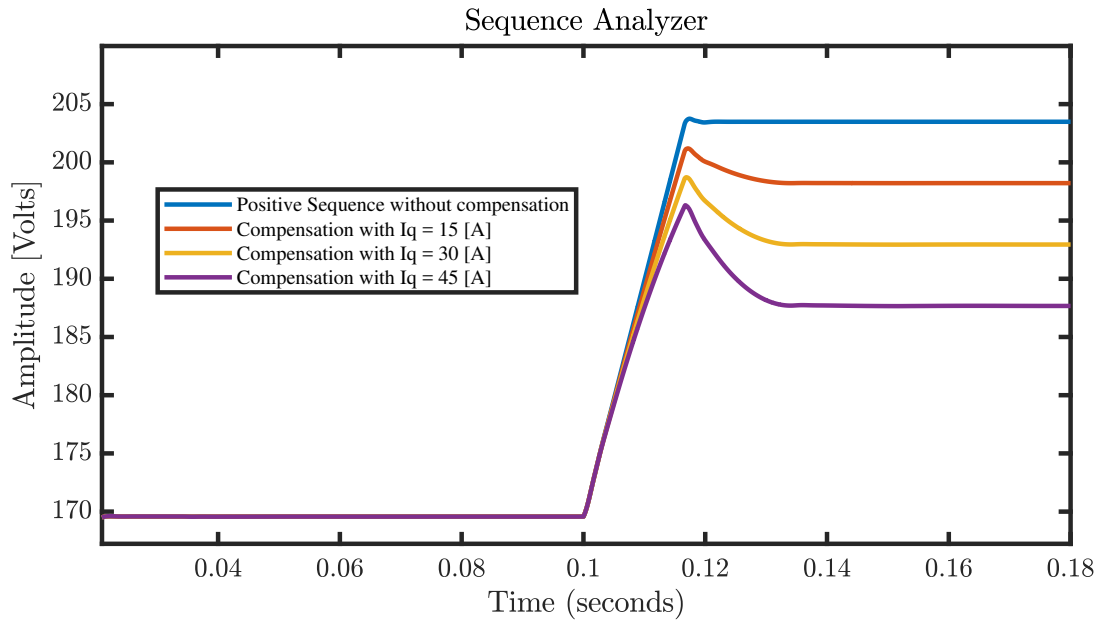 Sequence Analyzer
Amplitude [Volts]
205
200
195
190
185
180
175
170
Positive Sequence without compensation
Compensation with Iq = 15 [A]
Compensation with Iq = 30 [A]
Compensation with Iq = 45 [A]
0.04 0.06 0.08 0.1 0.12 0.14 0.16 0.18
Time (seconds)